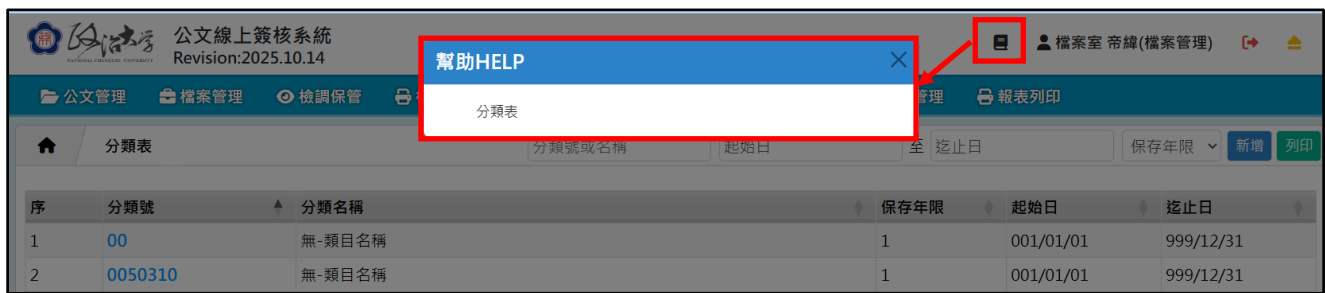 政治大學
NATIONAL CHENGCHI UNIVERSITY
公文線上簽核系統
Revision:2025.10.14
檔案室 帝緯(檔案管理)
幫助HELP
分類表
公文管理 檔案管理 檢調保管 管理 報表列印
分類表 分類號或名稱 起始日 至 迄止日 保存年限 新增 列印
序 分類號 分類名稱 保存年限 起始日 迄止日
1 00 無-類目名稱 1 001/01/01 999/12/31
2 0050310 無-類目名稱 1 001/01/01 999/12/31